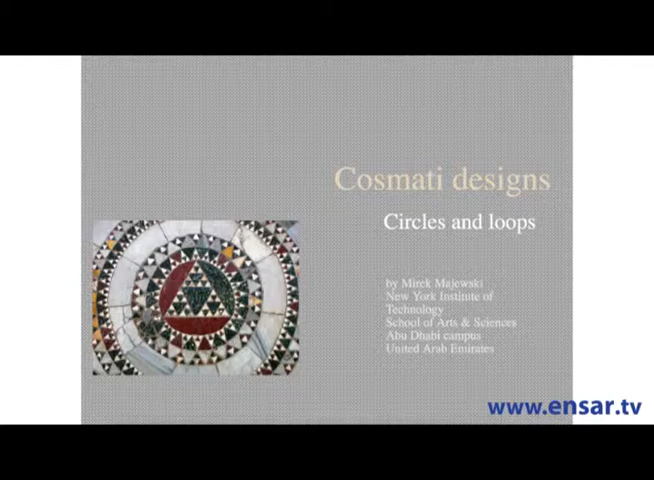 Cosmati designs
Circles and loops
by Mirek Majewski
New York Institute of
Technology
School of Arts & Sciences
Abu Dhabi campus
United Arab Emirates
www.ensar.tv